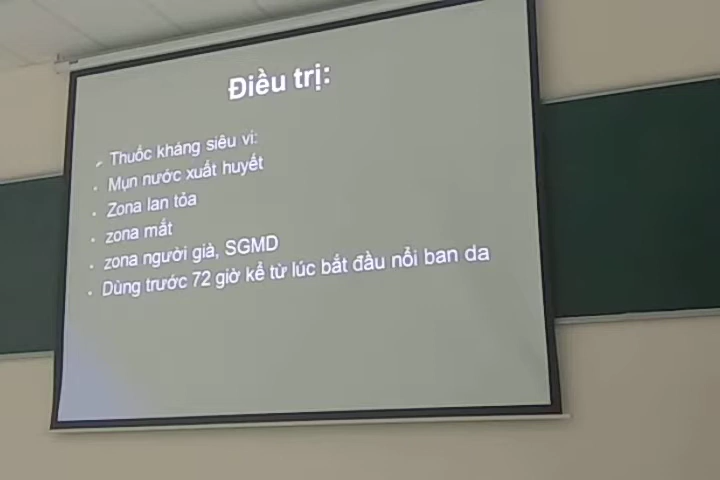 Điều trị:
Thuốc kháng siêu vi:
Mụn nước xuất huyết
Zona lan tỏa
zona mắt
zona người già, SGMD
Dùng trước 72 giờ kể từ lúc bắt đầu nổi ban da